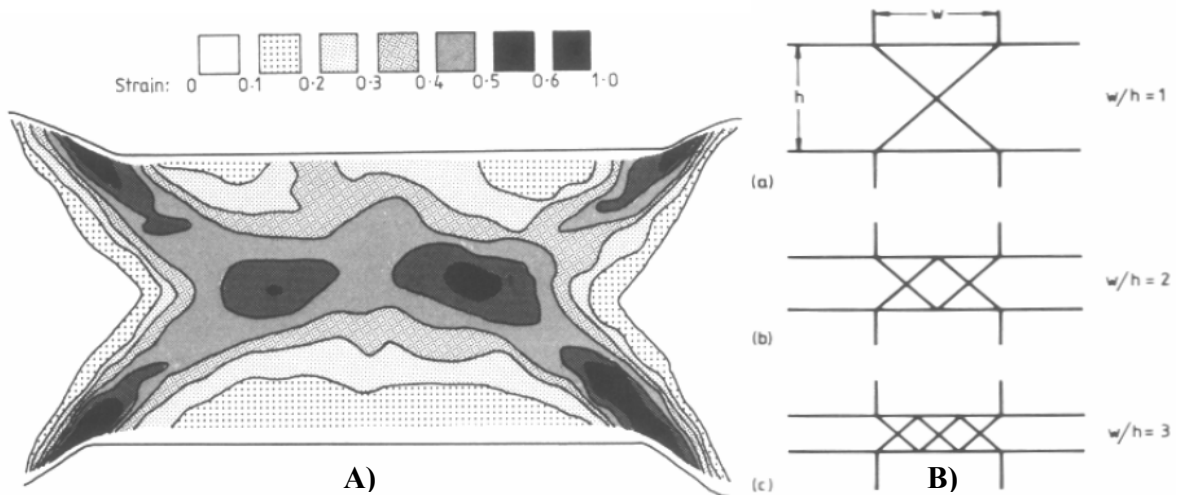 Strain: 0 0·1 0·2 0·3 0·4 0·5 0·6 1·0
A)
w
h
w/h = 1
(a)
w/h = 2
(b)
w/h = 3
(c)
B)